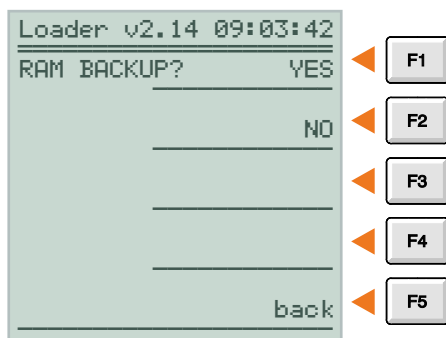 Loader v2.14 09:03:42
RAM BACKUP? YES
F1
NO
F2
F3
F4
back
F5